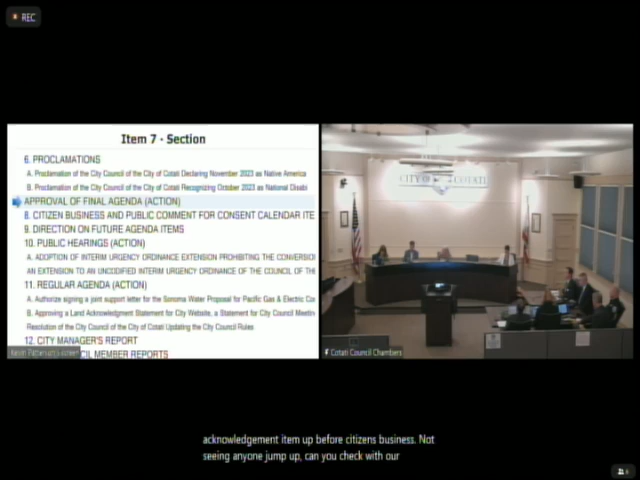 REC
Item 7 - Section
6. PROCLAMATIONS
A. Proclamation of the City Council of the City of Cotati Declaring November 2023 as Native America
B. Proclamation of the City Council of the City of Cotati Recognizing October 2023 as National Disabi
APPROVAL OF FINAL AGENDA (ACTION)
8. CITIZEN BUSINESS AND PUBLIC COMMENT FOR CONSENT CALENDAR ITE
9. DIRECTION ON FUTURE AGENDA ITEMS
10. PUBLIC HEARINGS (ACTION)
A. ADOPTION OF INTERIM URGENCY ORDINANCE EXTENSION PROHIBITING THE CONVERSIO
AN EXTENSION TO AN UNCODIFIED INTERIM URGENCY ORDINANCE OF THE COUNCIL OF TH
11. REGULAR AGENDA (ACTION)
A. Authorize signing a joint support letter for the Sonoma Water Proposal for Pacific Gas & Electric Co
B. Approving a Land Acknowledgment Statement for City Website, a Statement for City Council Meetin
Resolution of the City Council of the City of Cotati Updating the City Council Rules
12. CITY MANAGER'S REPORT
CIL MEMBER REPORTS
CITY OF COTATI
Cotati Council Chambers
acknowledgement item up before citizens business. Not
seeing anyone jump up, can you check with our